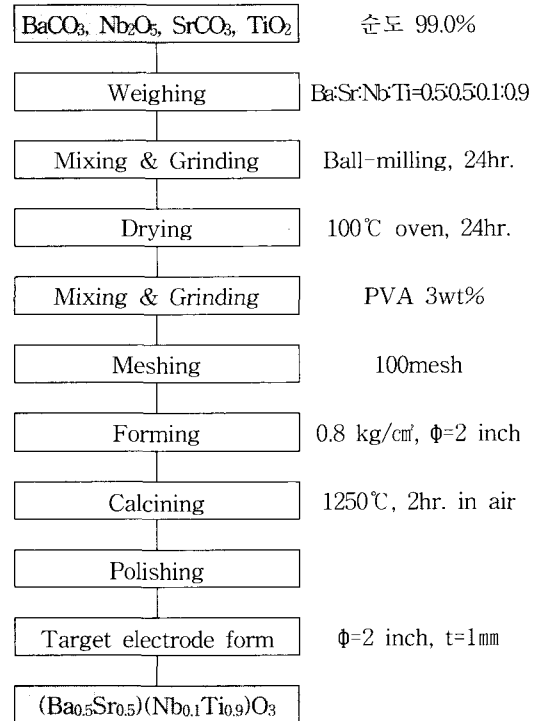 BaCO₃, Nb₂O₅, SrCO₃, TiO₂ 순도 99.0%
Weighing Ba:Sr:Nb:Ti=0.5:0.5:0.1:0.9
Mixing & Grinding Ball-milling, 24hr.
Drying 100℃ oven, 24hr.
Mixing & Grinding PVA 3wt%
Meshing 100mesh
Forming 0.8 kg/㎠, Φ=2 inch
Calcining 1250℃, 2hr. in air
Polishing
Target electrode form Φ=2 inch, t=1㎜
(Ba₀.₅Sr₀.₅)(Nb₀.₁Ti₀.₉)O₃